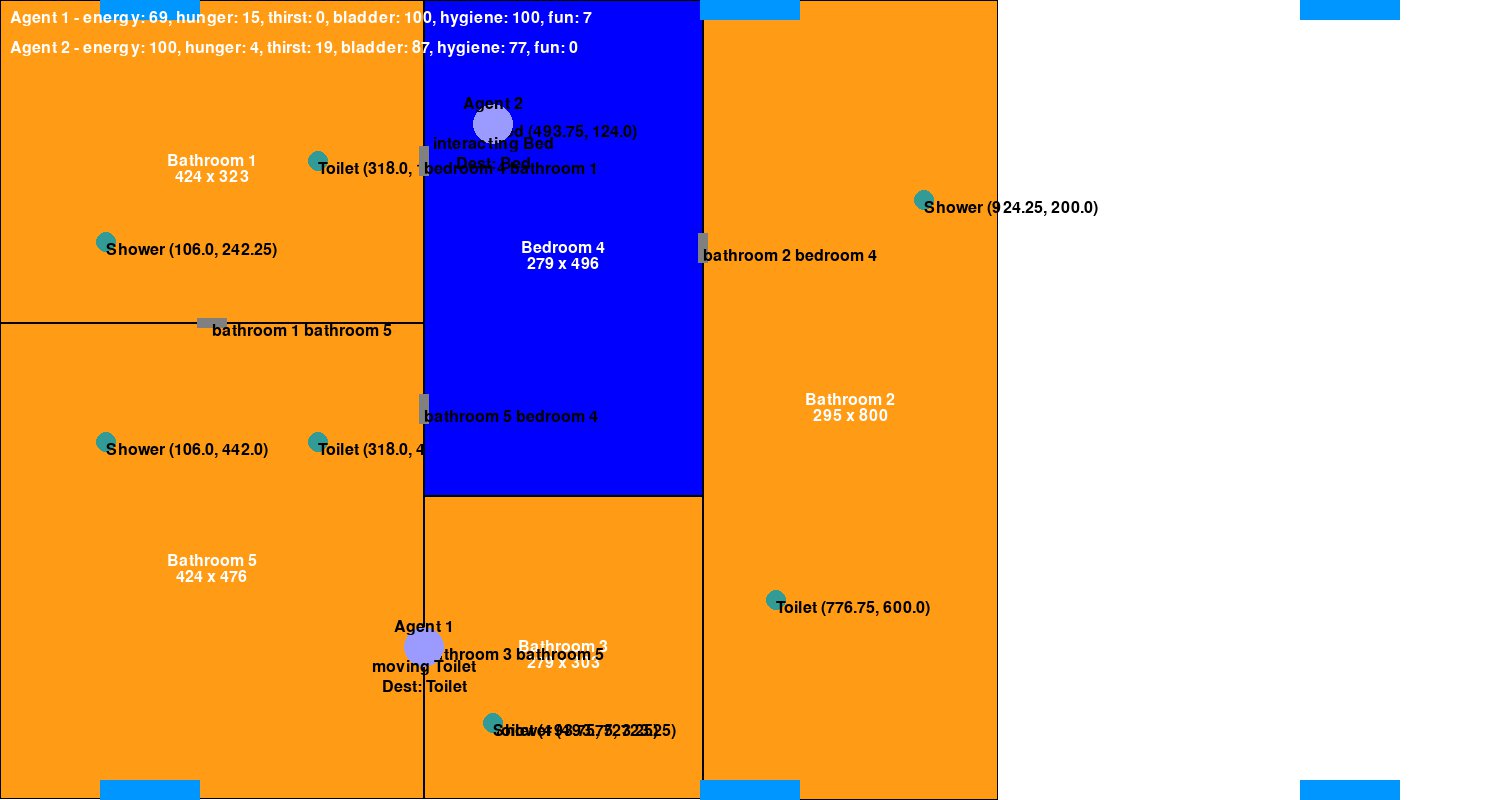 Agent 1 - energy: 69, hunger: 15, thirst: 0, bladder: 100, hygiene: 100, fun: 7
Agent 2 - energy: 100, hunger: 4, thirst: 19, bladder: 87, hygiene: 77, fun: 0
Agent 2
(493.75, 124.0)
interacting Bed
Dest: Bed
Bathroom 1
424 x 323
Toilet (318.0,
bedroom 4 bathroom 1
Shower (924.25, 200.0)
Shower (106.0, 242.25)
Bedroom 4
279 x 496
bathroom 2 bedroom 4
bathroom 1 bathroom 5
Bathroom 2
295 x 800
bathroom 5 bedroom 4
Shower (106.0, 442.0)
Toilet (318.0, 4
Bathroom 5
424 x 476
Toilet (776.75, 600.0)
Agent 1
Bathroom 3
279 x 303
bathroom 5
moving Toilet
Dest: Toilet